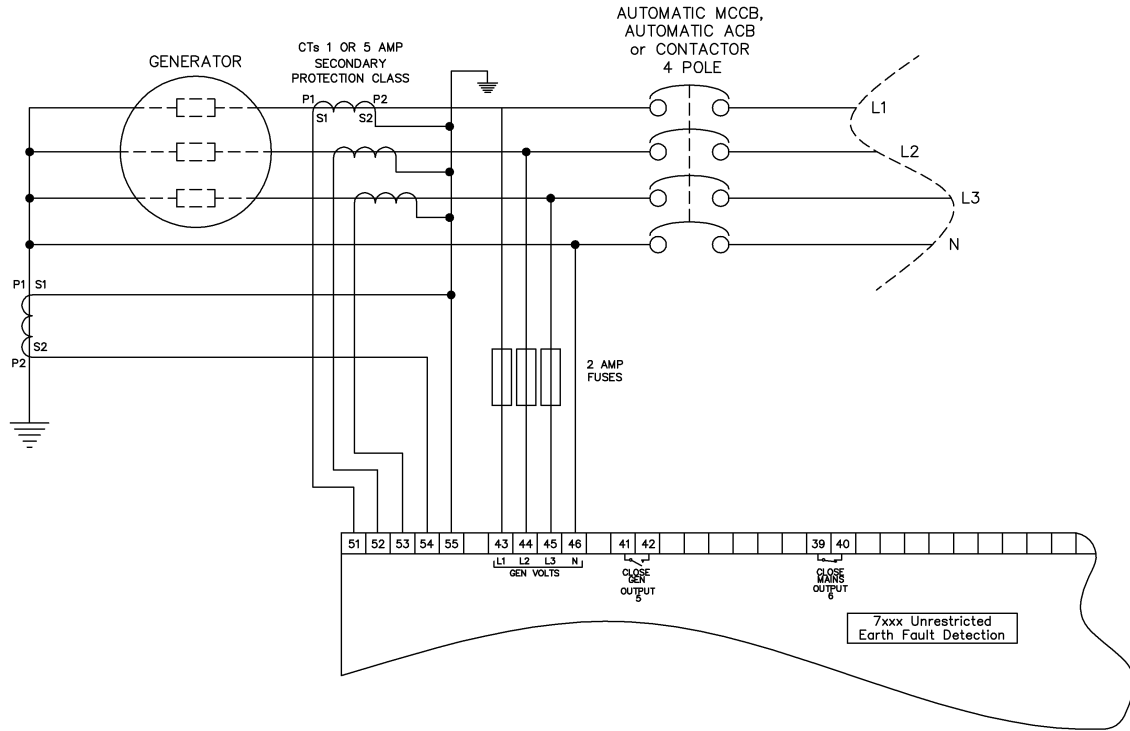 AUTOMATIC MCCB,
AUTOMATIC ACB
or CONTACTOR
4 POLE
GENERATOR
CTs 1 OR 5 AMP
SECONDARY
PROTECTION CLASS
P1 P2
S1 S2
L1
L2
L3
N
P1 S1
S2
P2
2 AMP
FUSES
51 52 53 54 55 43 44 45 46 41 42 39 40
L1 L2 L3 N
GEN VOLTS
CLOSE
GEN
OUTPUT
5
CLOSE
MAINS
OUTPUT
6
7xxx Unrestricted
Earth Fault Detection